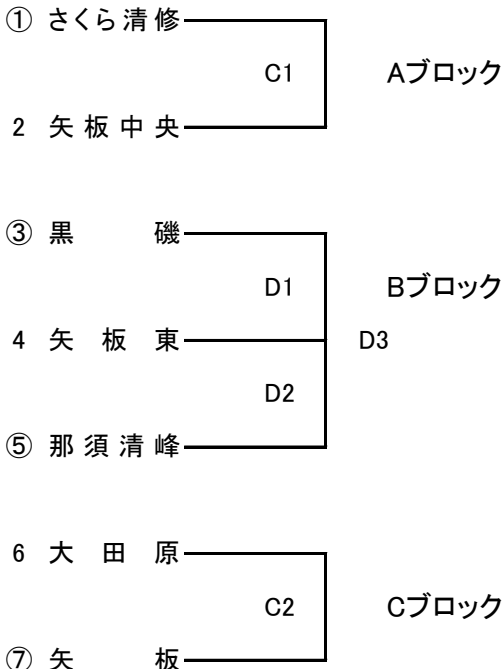 ① さくら清修
C1 Aブロック
2 矢板中央
③ 黒磯
D1 Bブロック
4 矢板東 D3
D2
⑤ 那須清峰
6 大田原
C2 Cブロック
⑦ 矢板